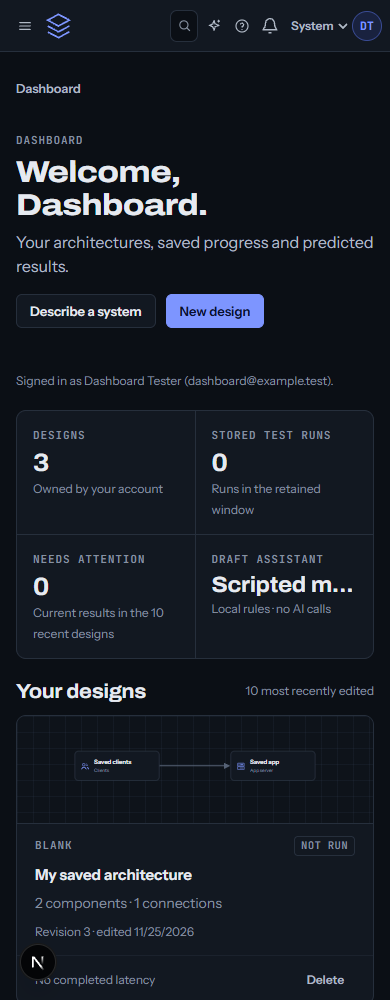 System
DT
Dashboard
DASHBOARD
Welcome,
Dashboard.
Your architectures, saved progress and predicted
results.
Describe a system
New design
Signed in as Dashboard Tester (dashboard@example.test).
DESIGNS
3
Owned by your account
STORED TEST RUNS
0
Runs in the retained
window
NEEDS ATTENTION
0
Current results in the 10
recent designs
DRAFT ASSISTANT
Scripted m...
Local rules · no AI calls
Your designs
10 most recently edited
Saved clients
Clients
Saved app
App server
BLANK
NOT RUN
My saved architecture
2 components · 1 connections
Revision 3 · edited 11/25/2026
N
No completed latency
Delete